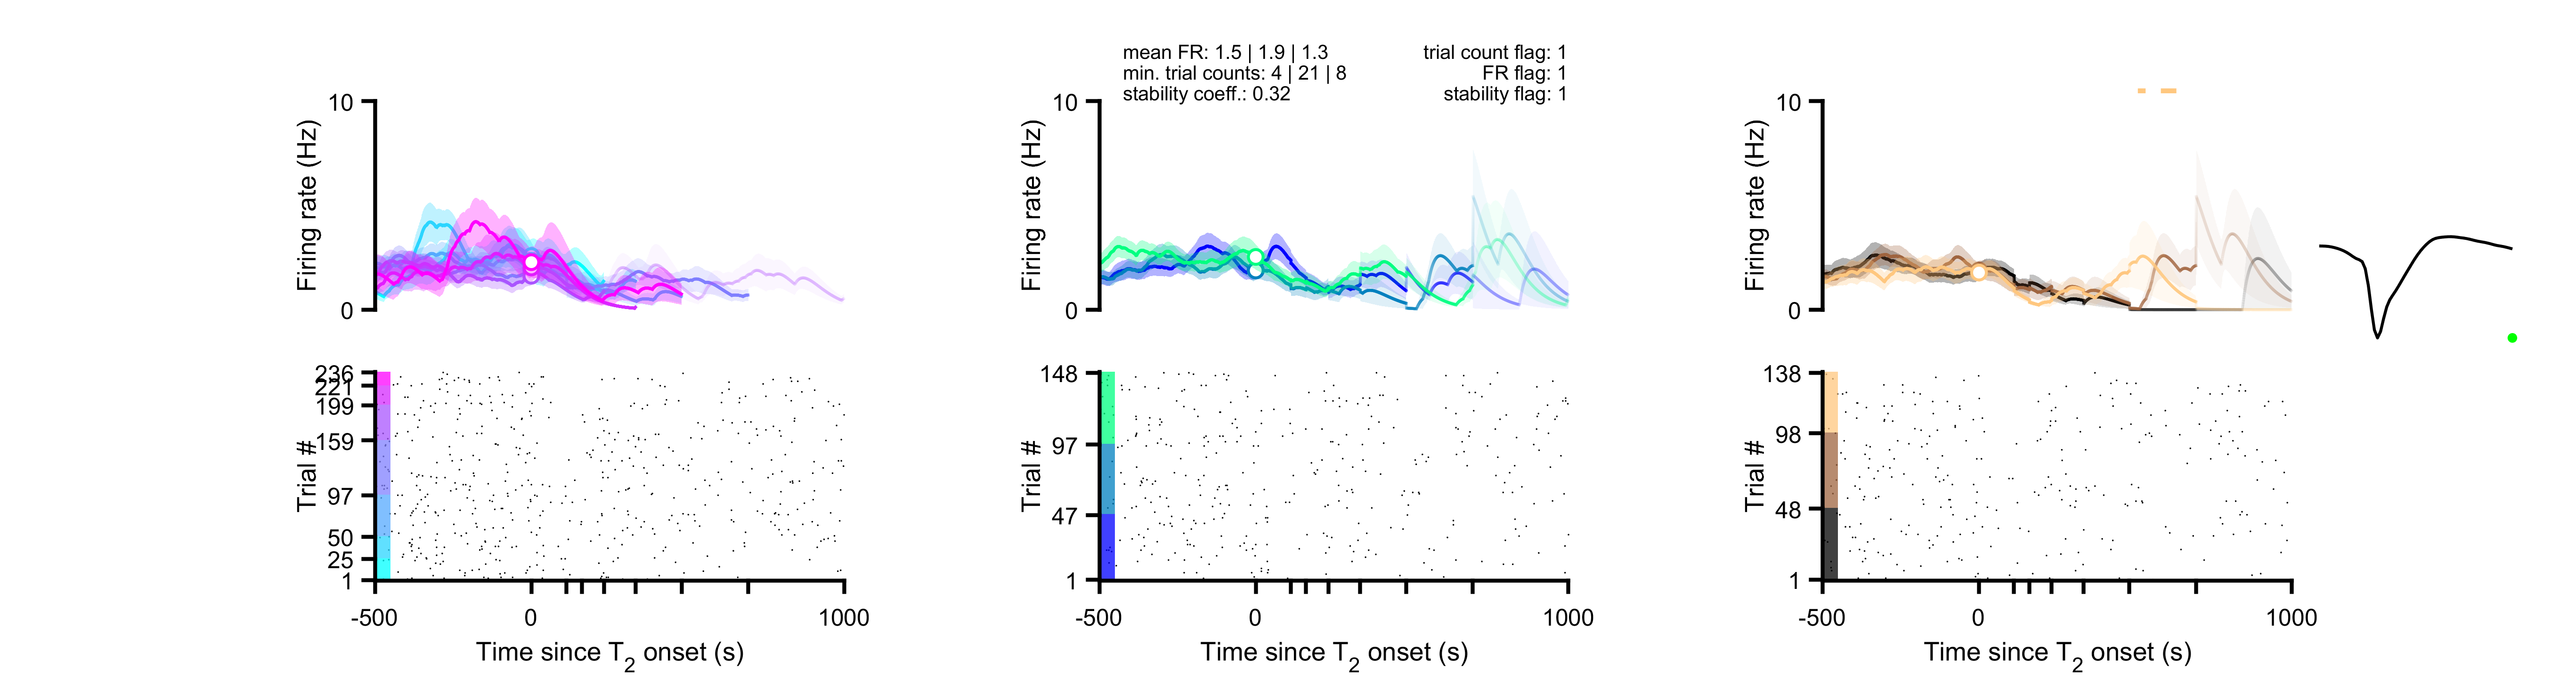 mean FR: 1.5 | 1.9 | 1.3
min. trial counts: 4 | 21 | 8
stability coeff.: 0.32
trial count flag: 1
FR flag: 1
stability flag: 1
10
Firing rate (Hz)
0
10
Firing rate (Hz)
0
10
Firing rate (Hz)
0
236
221
199
159
97
50
25
1
Trial #
-500
0
1000
Time since T2 onset (s)
148
97
47
1
Trial #
-500
0
1000
Time since T2 onset (s)
138
98
48
1
Trial #
-500
0
1000
Time since T2 onset (s)